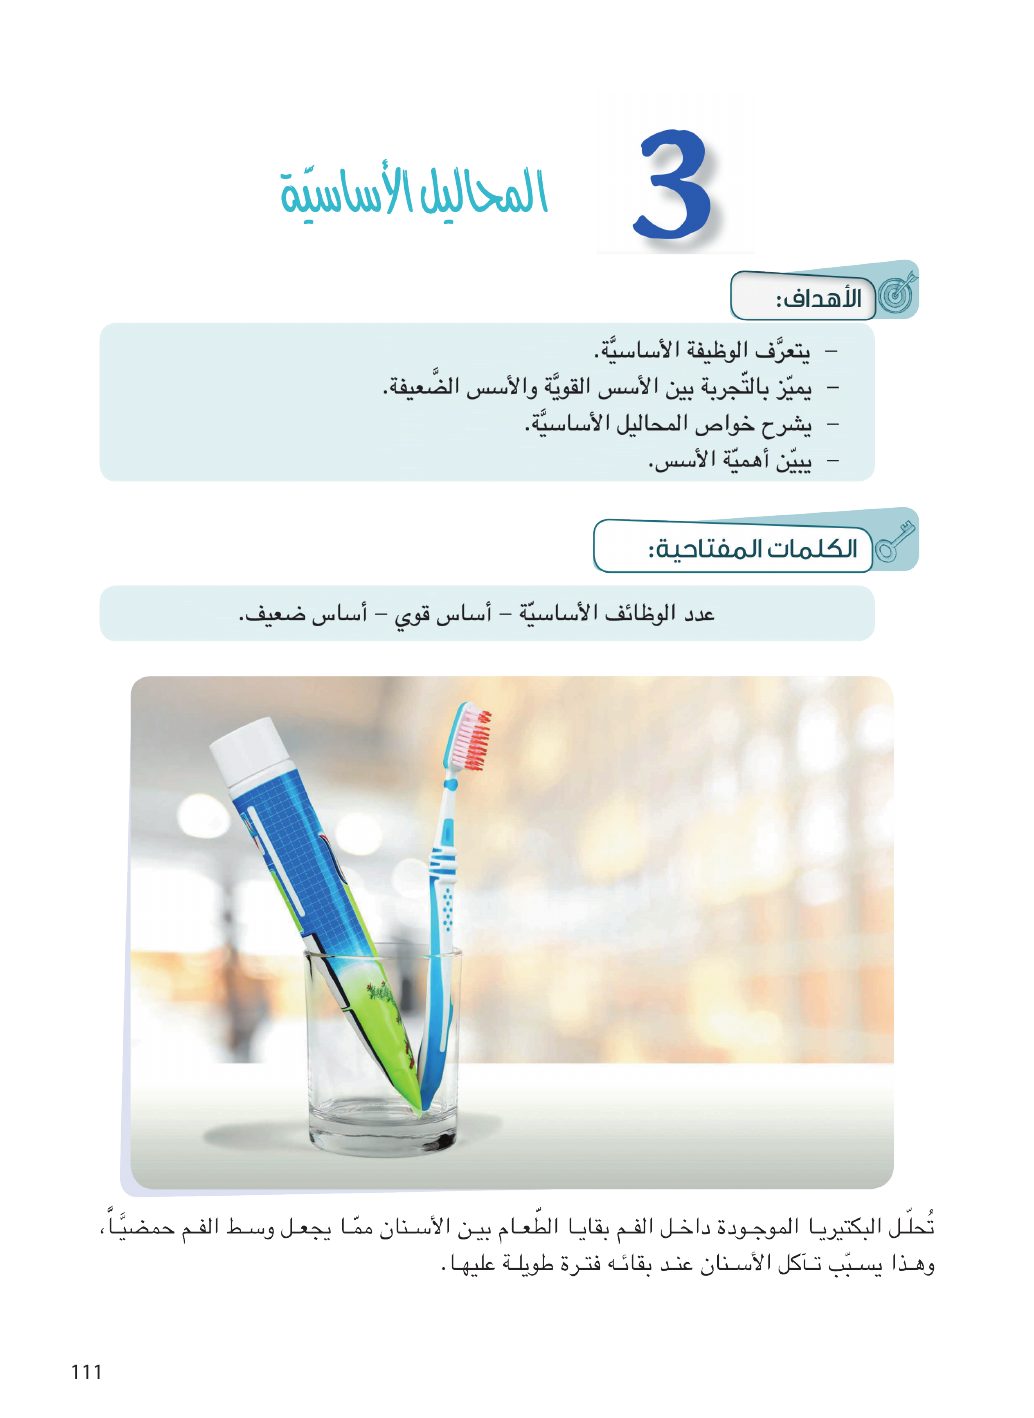 3
المحاليل الأساسيّة
الأهداف:
– يتعرَّف الوظيفة الأساسيَّة.
– يميّز بالتّجربة بين الأسس القويَّة والأسس الضَّعيفة.
– يشرح خواص المحاليل الأساسيَّة.
– يبيّن أهميّة الأسس.
الكلمات المفتاحية:
عدد الوظائف الأساسيّة – أساس قوي – أساس ضعيف.
تُحلّل البكتيريا الموجودة داخل الفم بقايا الطّعام بين الأسنان ممّا يجعل وسط الفم حمضيَّاً،
وهذا يسبّب تآكل الأسنان عند بقائه فترة طويلة عليها.
111